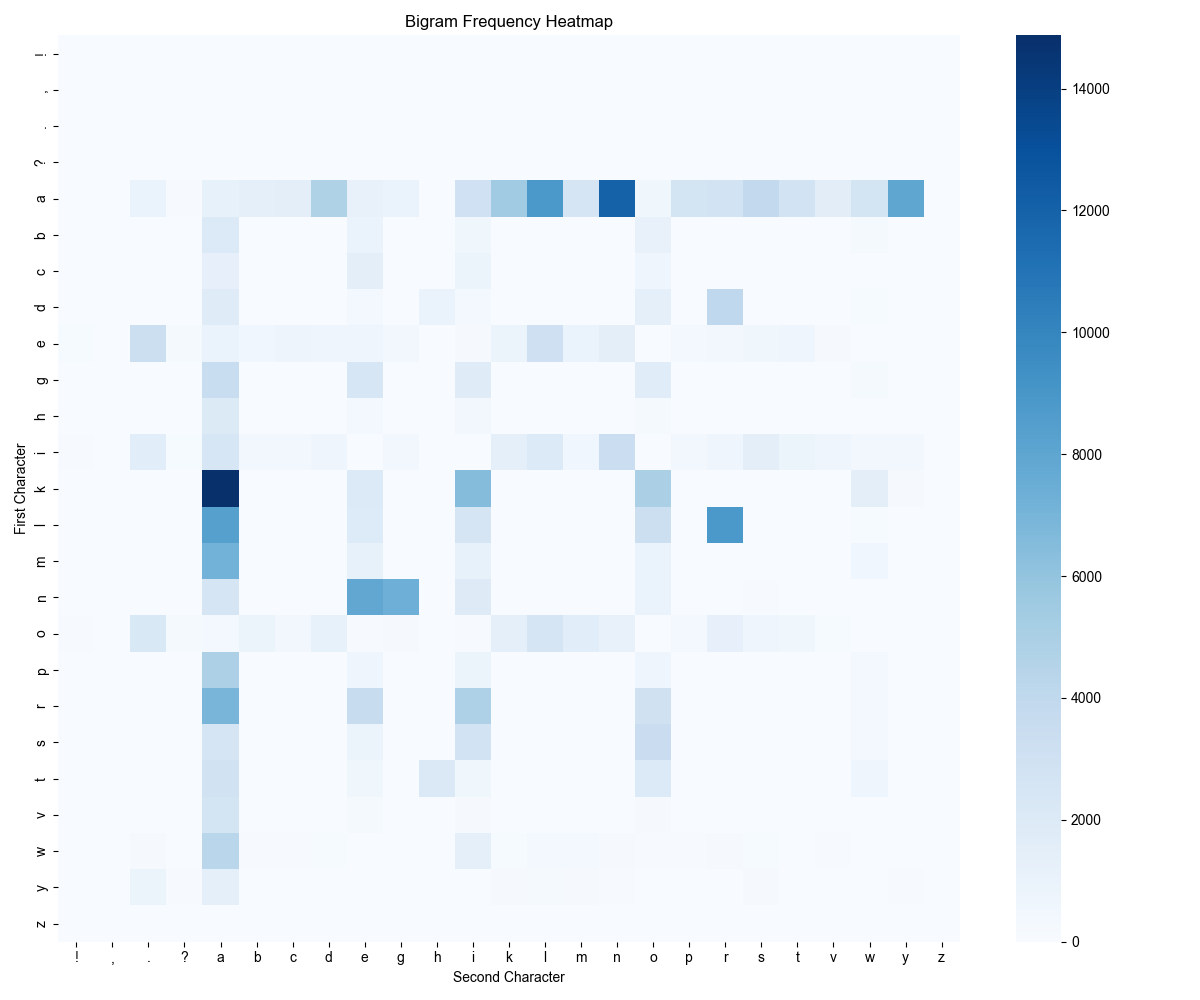 Bigram Frequency Heatmap
First Character
!
,
.
?
a
b
c
d
e
g
h
i
k
l
m
n
o
p
r
s
t
v
w
y
z
! , . ? a b c d e g h i k l m n o p r s t v w y z
Second Character
14000
12000
10000
8000
6000
4000
2000
0